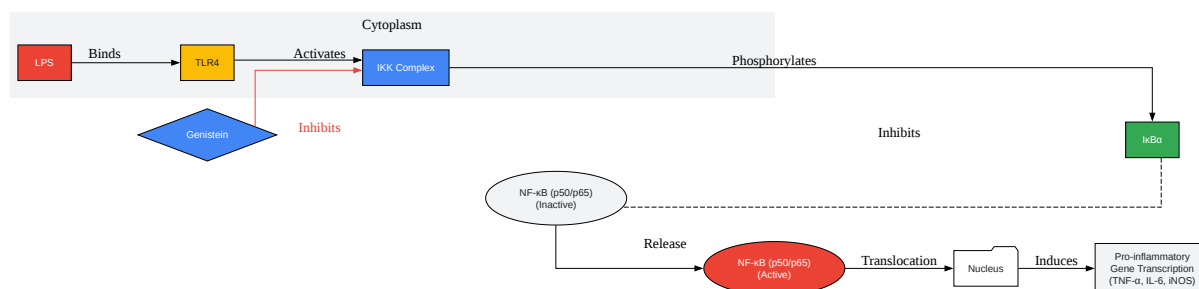 Cytoplasm
LPS
Binds
TLR4
Activates
IKK Complex
Phosphorylates
Genistein
Inhibits
Inhibits
IκBα
NF-κB (p50/p65)
(Inactive)
Release
NF-κB (p50/p65)
(Active)
Translocation
Nucleus
Induces
Pro-inflammatory
Gene Transcription
(TNF-α, IL-6, iNOS)